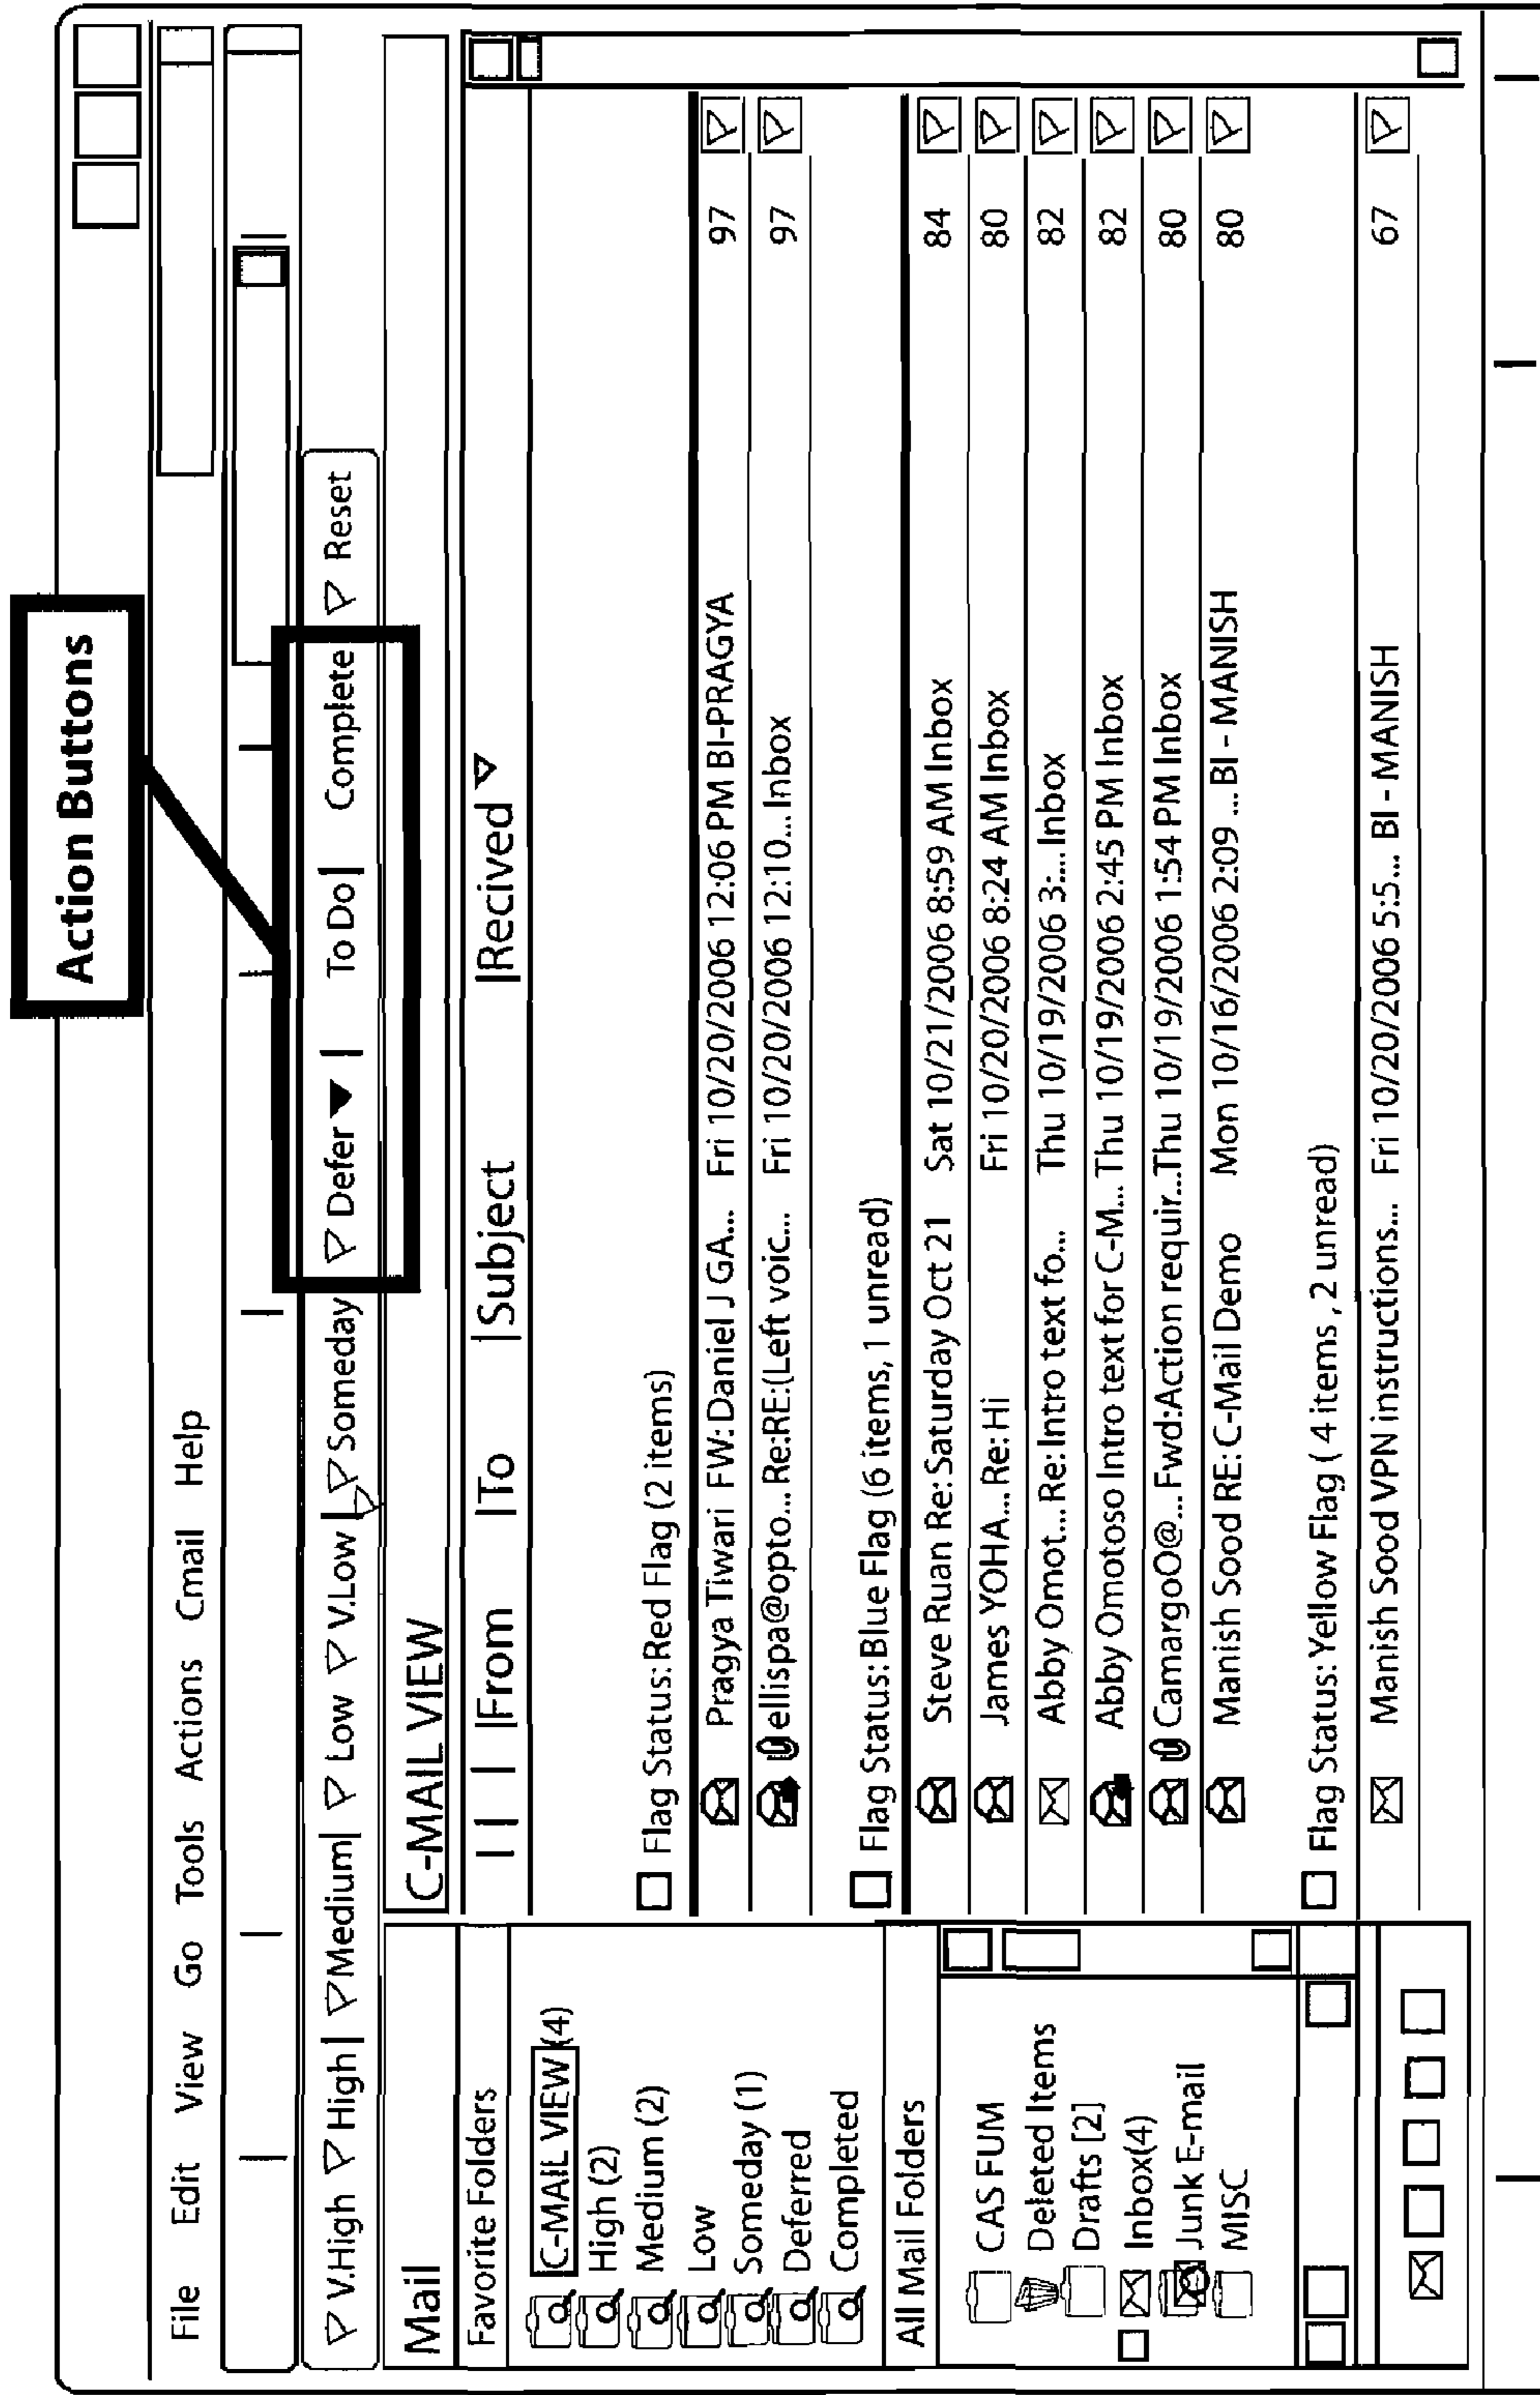 Action Buttons
File Edit View Go Tools Actions Cmail Help
V.High High| Medium| Low V.Low | Someday Defer | To Do| Complete Reset
Mail
Favorite Folders
C-MAIL VIEW (4)
High (2)
Medium (2)
Low
Someday (1)
Deferred
Completed
All Mail Folders
CAS FUM
Deleted Items
Drafts [2]
Inbox(4)
Junk E-mail
MISC
C-MAIL VIEW
| | |From |To |Subject |Recived
Flag Status: Red Flag (2 items)
Pragya Tiwari FW: Daniel J GA... Fri 10/20/2006 12:06 PM BI-PRAGYA 97
ellispa@opto... Re:RE:(Left voic... Fri 10/20/2006 12:10... Inbox 97
Flag Status: Blue Flag (6 items, 1 unread)
Steve Ruan Re: Saturday Oct 21 Sat 10/21/2006 8:59 AM Inbox 84
James YOHA... Re: Hi Fri 10/20/2006 8:24 AM Inbox 80
Abby Omot... Re: Intro text fo... Thu 10/19/2006 3:... Inbox 82
Abby Omotoso Intro text for C-M... Thu 10/19/2006 2:45 PM Inbox 82
CamargoO@... Fwd:Action requir...Thu 10/19/2006 1:54 PM Inbox 80
Manish Sood RE: C-Mail Demo Mon 10/16/2006 2:09 ... BI - MANISH 80
Flag Status: Yellow Flag ( 4 items , 2 unread)
Manish Sood VPN instructions... Fri 10/20/2006 5:5... BI - MANISH 67